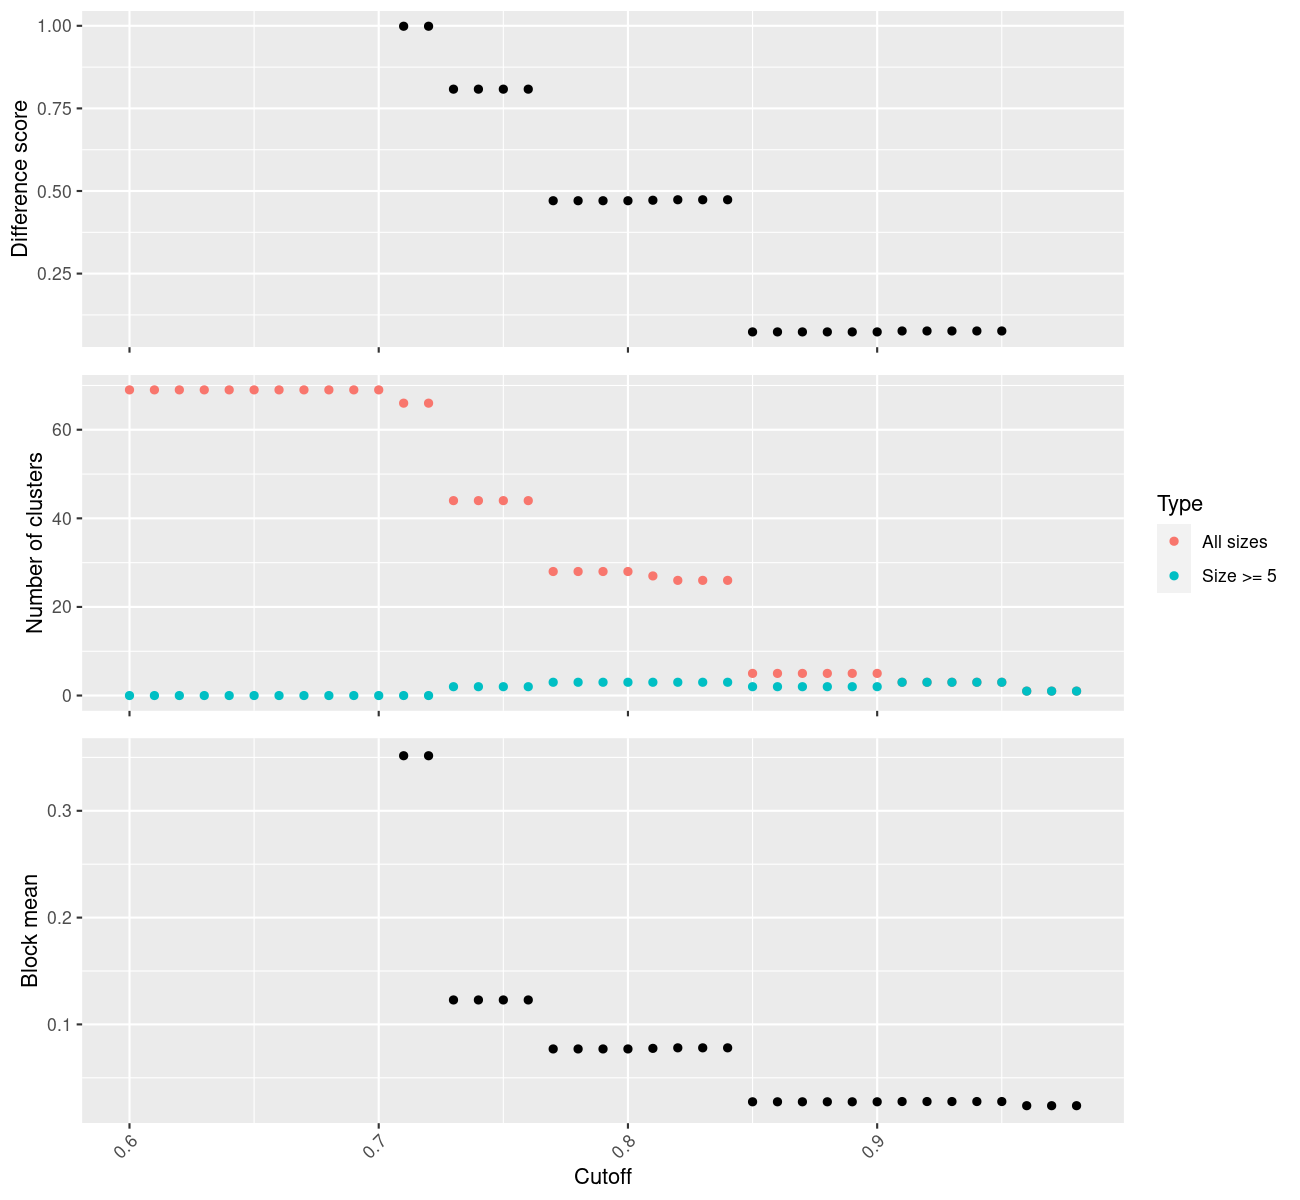 1.00
0.75
0.50
0.25
Difference score
60
40
20
0
Number of clusters
Type
All sizes
Size >= 5
0.3
0.2
0.1
Block mean
0.6
0.7
0.8
0.9
Cutoff